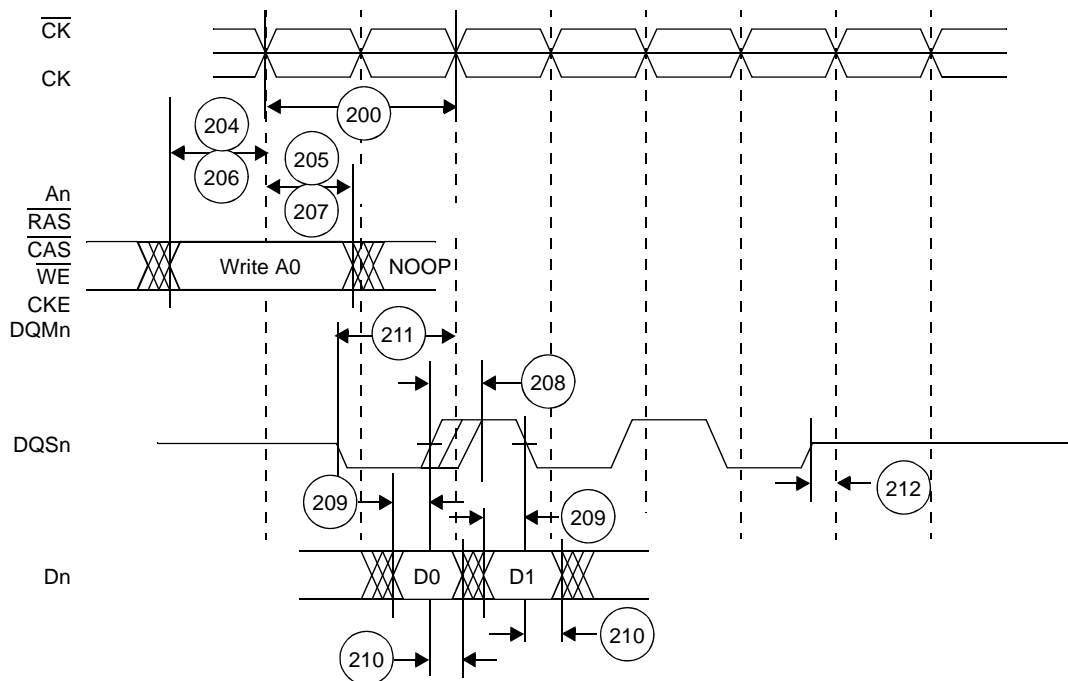 CK
CK
200
204
206
205
207
An
RAS
CAS
WE
CKE
DQMn
Write A0
NOOP
211
208
DQSn
209
209
212
Dn
D0
D1
210
210